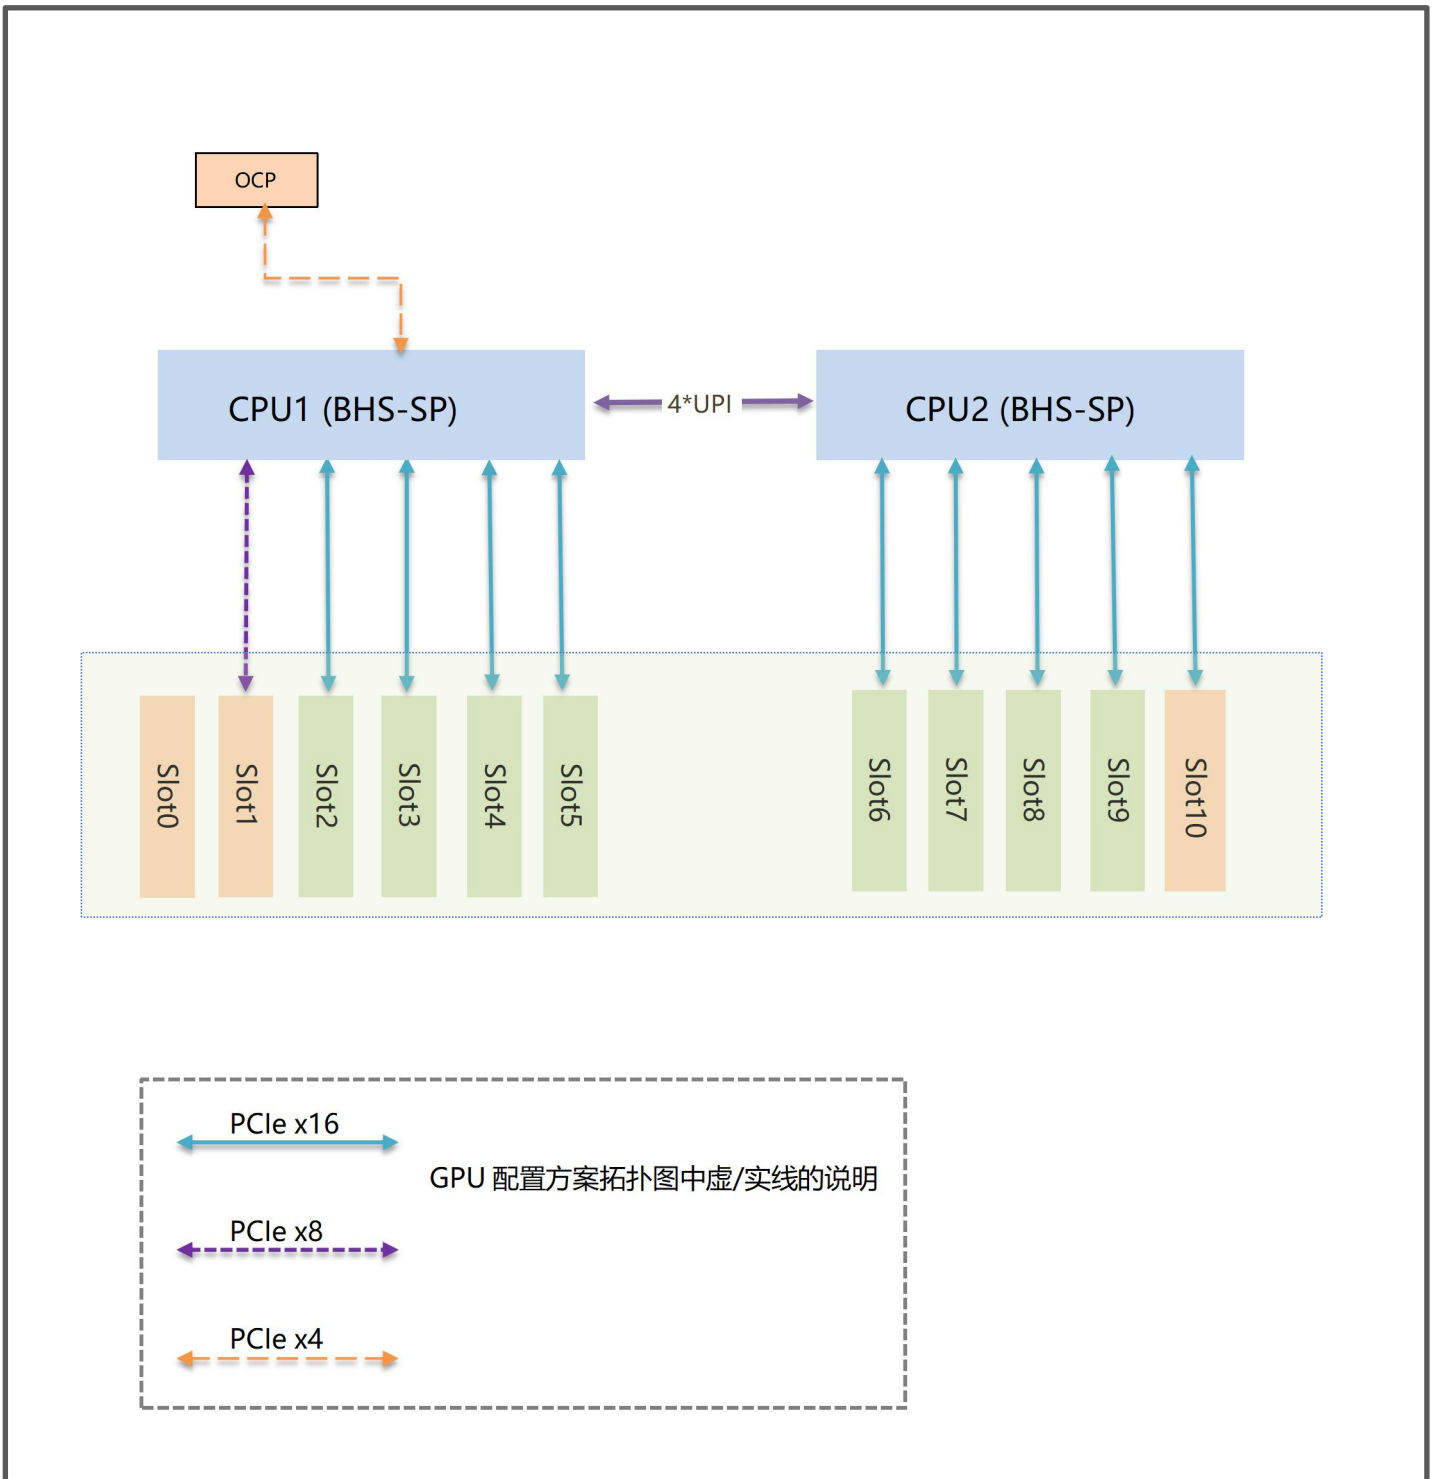 OCP
CPU1 (BHS-SP)
4*UPI
CPU2 (BHS-SP)
Slot0
Slot1
Slot2
Slot3
Slot4
Slot5
Slot6
Slot7
Slot8
Slot9
Slot10
PCIe x16
GPU 配置方案拓扑图中虚/实线的说明
PCIe x8
PCIe x4